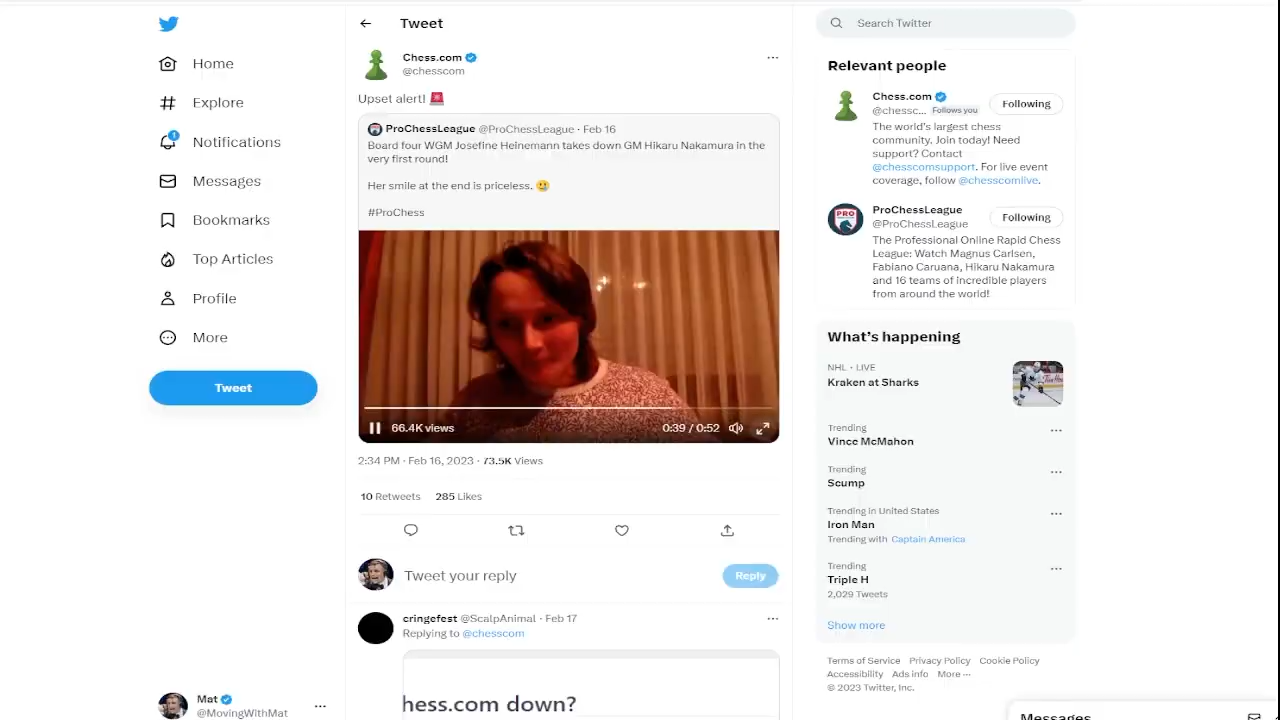 Home
Explore
1
Notifications
Messages
Bookmarks
Top Articles
Profile
More
Tweet
Mat
@MovingWithMat
Tweet
Chess.com
@chesscom
Upset alert! 🚨
ProChessLeague @ProChessLeague · Feb 16
Board four WGM Josefine Heinemann takes down GM Hikaru Nakamura in the
very first round!
Her smile at the end is priceless. 🥲
#ProChess
66.4K views
0:39 / 0:52
2:34 PM · Feb 16, 2023 · 73.5K Views
10 Retweets 285 Likes
Tweet your reply
Reply
cringefest @ScalpAnimal · Feb 17
Replying to @chesscom
hess.com down?
Search Twitter
Relevant people
Chess.com
@chessc... Follows you
Following
The world's largest chess
community. Join today! Need
support? Contact
@chesscomsupport. For live event
coverage, follow @chesscomlive.
PRO
ProChessLeague
@ProChessLeague
Following
The Professional Online Rapid Chess
League: Watch Magnus Carlsen,
Fabiano Caruana, Hikaru Nakamura
and 16 teams of incredible players
from around the world!
What's happening
NHL · LIVE
Kraken at Sharks
Trending
Vince McMahon
Trending
Scump
Trending in United States
Iron Man
Trending with Captain America
Trending
Triple H
2,029 Tweets
Show more
Terms of Service Privacy Policy Cookie Policy
Accessibility Ads info More ...
© 2023 Twitter, Inc.
Messages